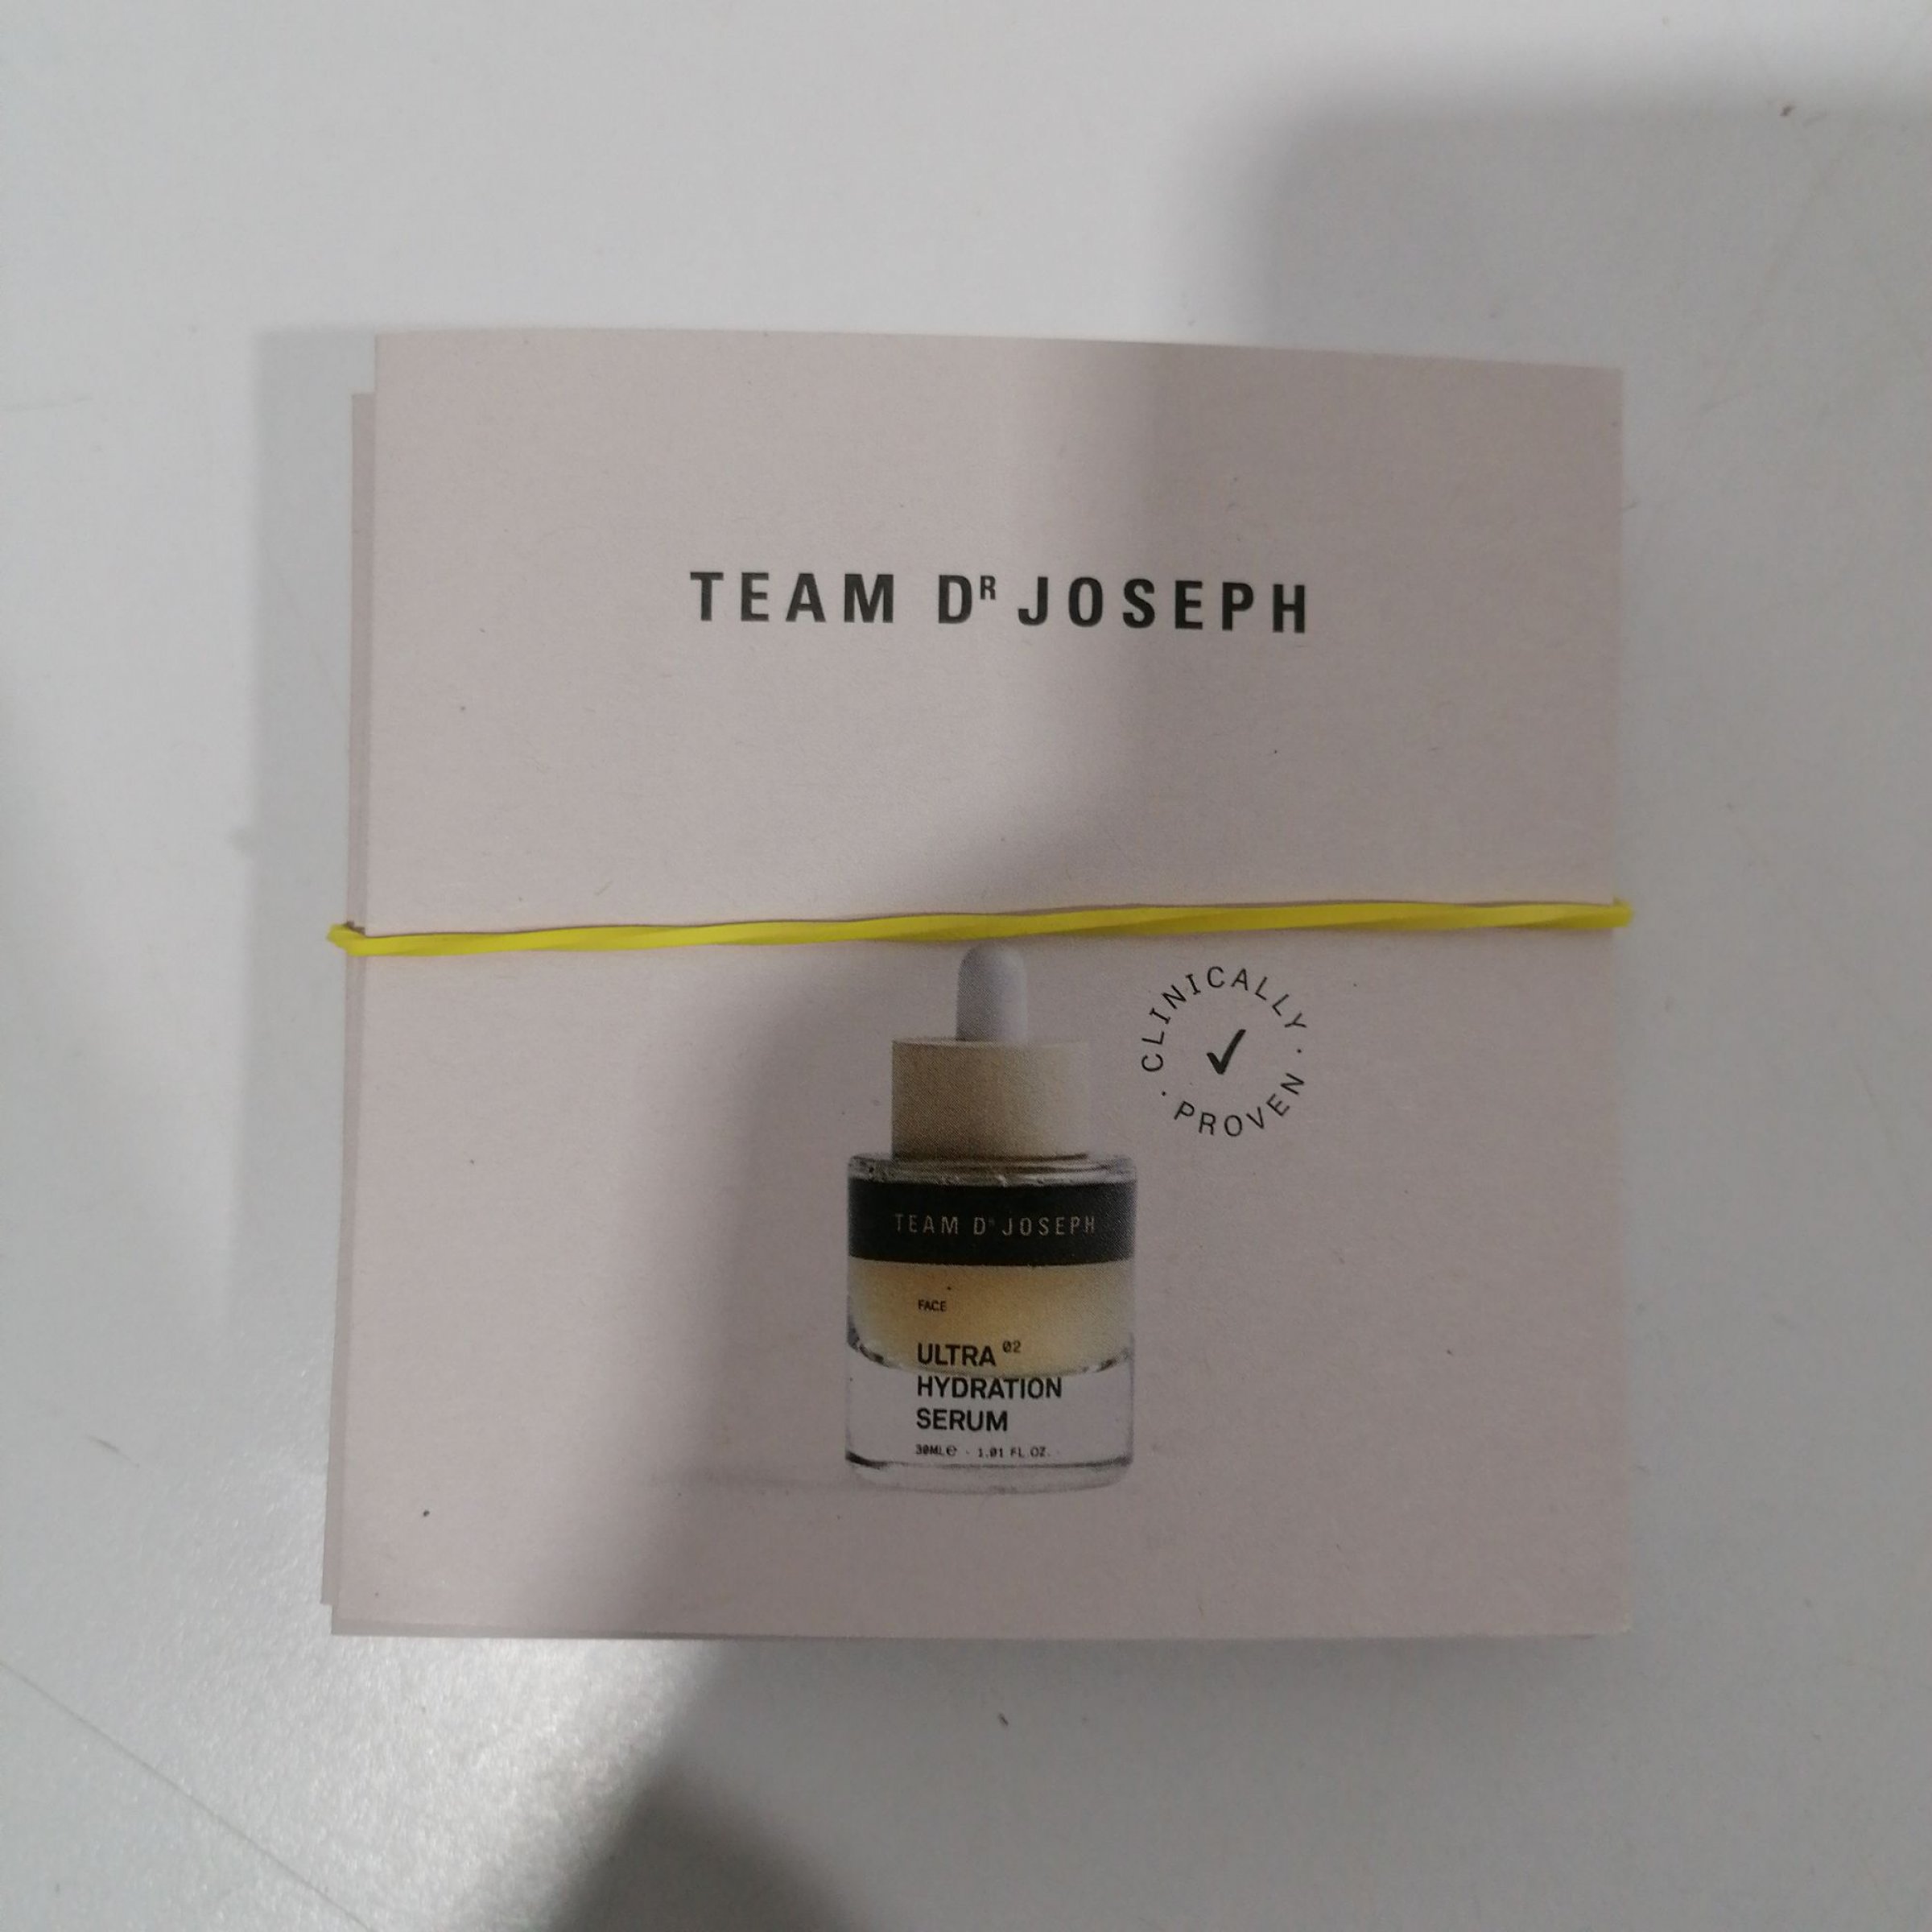 TEAM DR JOSEPH
· CLINICALLY · PROVEN
✓
TEAM DR JOSEPH
FACE
ULTRA 02
HYDRATION
SERUM
30ML℮ · 1.01 FL OZ.